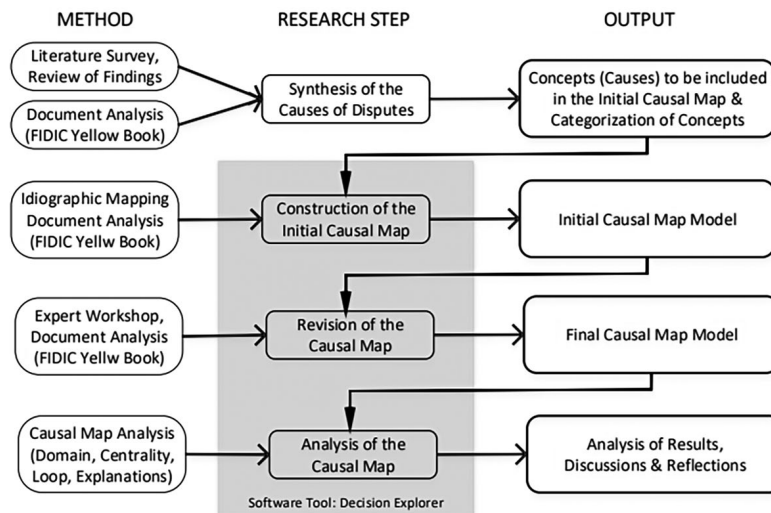 METHOD
RESEARCH STEP
OUTPUT
Literature Survey,
Review of Findings
Document Analysis
(FIDIC Yellow Book)
Synthesis of the
Causes of Disputes
Concepts (Causes) to be included
in the Initial Causal Map &
Categorization of Concepts
Idiographic Mapping
Document Analysis
(FIDIC Yellw Book)
Construction of the
Initial Causal Map
Initial Causal Map Model
Expert Workshop,
Document Analysis
(FIDIC Yellw Book)
Revision of the
Causal Map
Final Causal Map Model
Causal Map Analysis
(Domain, Centrality,
Loop, Explanations)
Analysis of the
Causal Map
Analysis of Results,
Discussions & Reflections
Software Tool: Decision Explorer